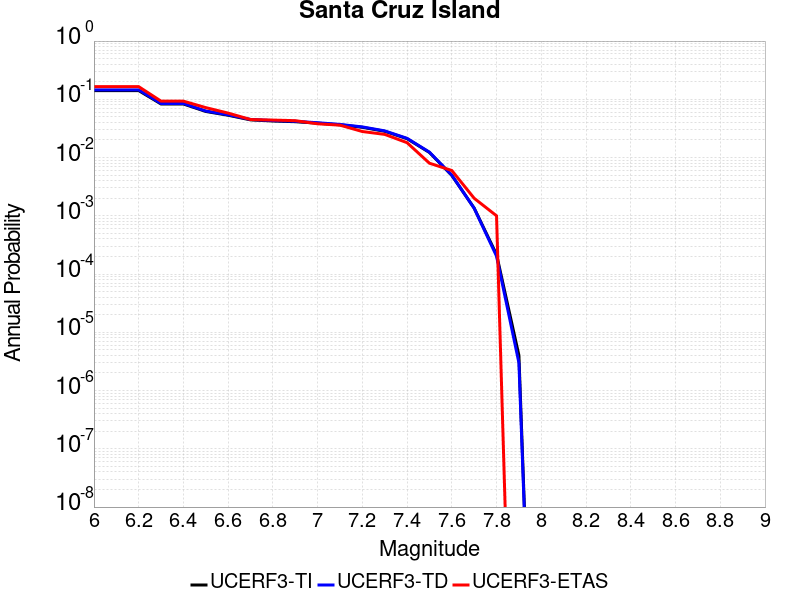 Santa Cruz Island
10^0
10^-1
10^-2
10^-3
10^-4
10^-5
10^-6
10^-7
10^-8
Annual Probability
6 6.2 6.4 6.6 6.8 7 7.2 7.4 7.6 7.8 8 8.2 8.4 8.6 8.8 9
Magnitude
UCERF3-TI UCERF3-TD UCERF3-ETAS